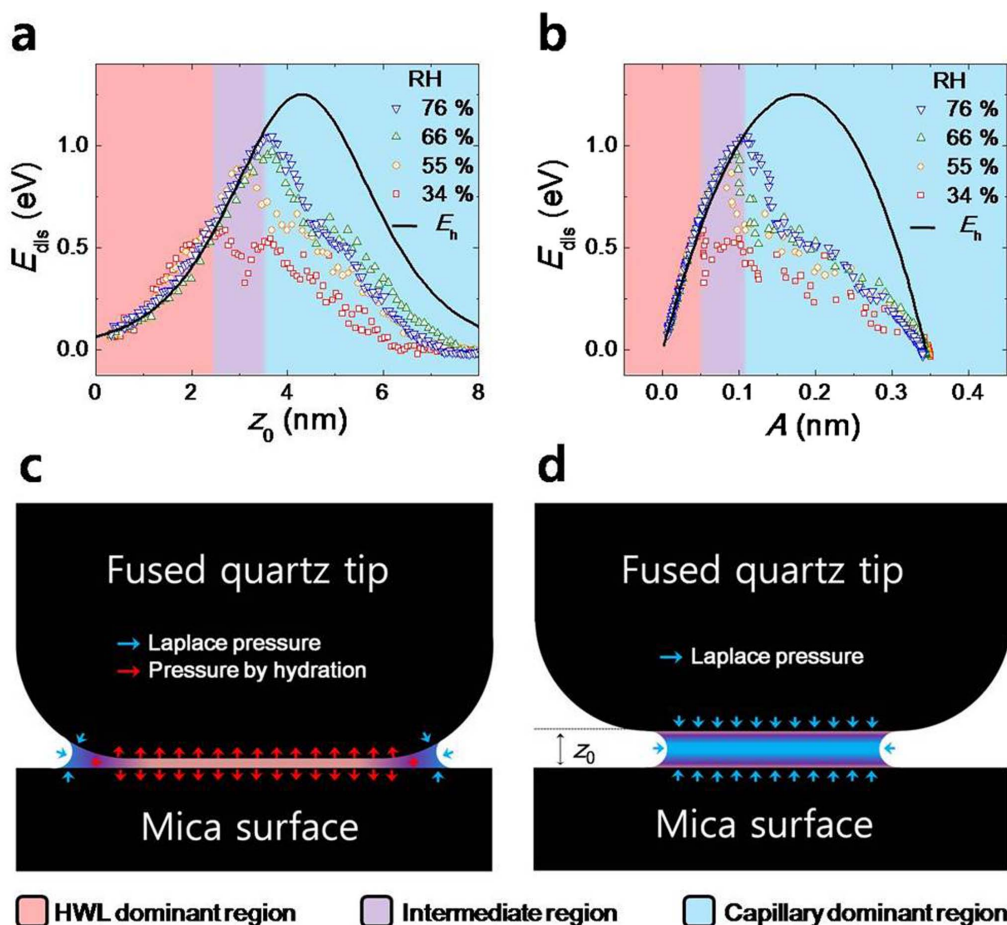 a
RH
76 %
66 %
55 %
34 %
E_h
1.0
0.5
0.0
E_dis (eV)
0 2 4 6 8
z_0 (nm)
b
RH
76 %
66 %
55 %
34 %
E_h
1.0
0.5
0.0
E_dis (eV)
0.0 0.1 0.2 0.3 0.4
A (nm)
c
Fused quartz tip
Laplace pressure
Pressure by hydration
Mica surface
d
Fused quartz tip
Laplace pressure
z_0
Mica surface
HWL dominant region
Intermediate region
Capillary dominant region